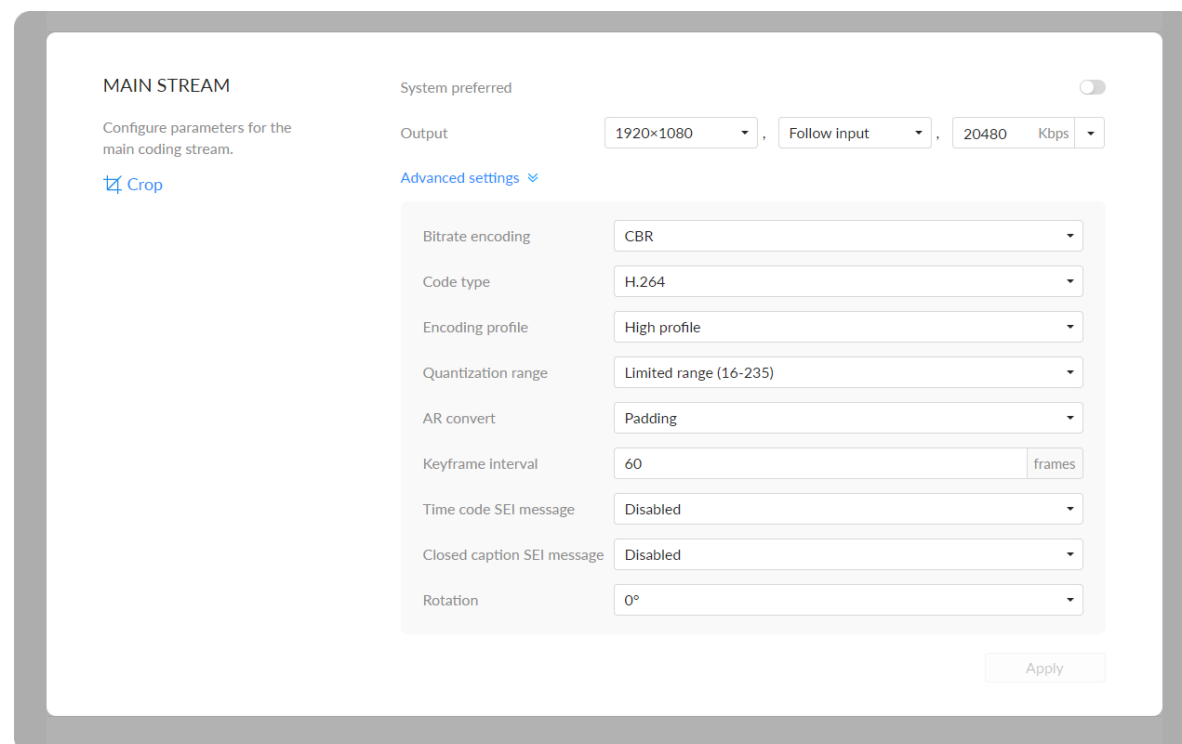 MAIN STREAM
Configure parameters for the
main coding stream.
Crop
System preferred
Output 1920×1080 , Follow input , 20480 Kbps
Advanced settings
Bitrate encoding CBR
Code type H.264
Encoding profile High profile
Quantization range Limited range (16-235)
AR convert Padding
Keyframe interval 60 frames
Time code SEI message Disabled
Closed caption SEI message Disabled
Rotation 0°
Apply